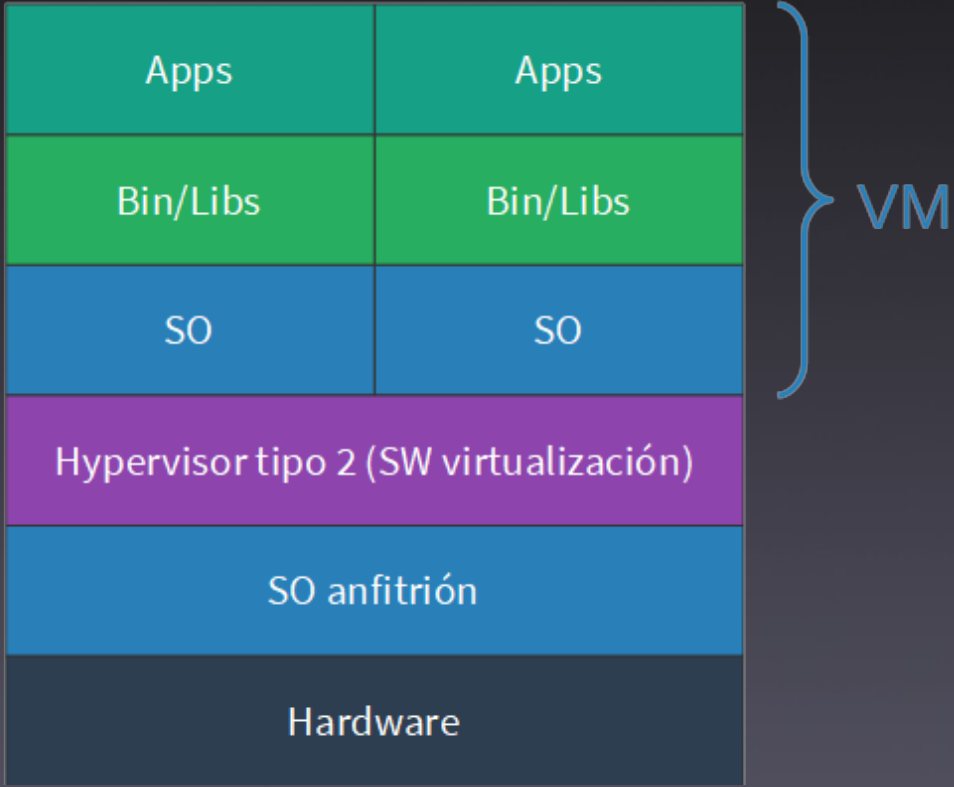 Apps Apps
Bin/Libs Bin/Libs
VM
SO SO
Hypervisor tipo 2 (SW virtualización)
SO anfitrión
Hardware